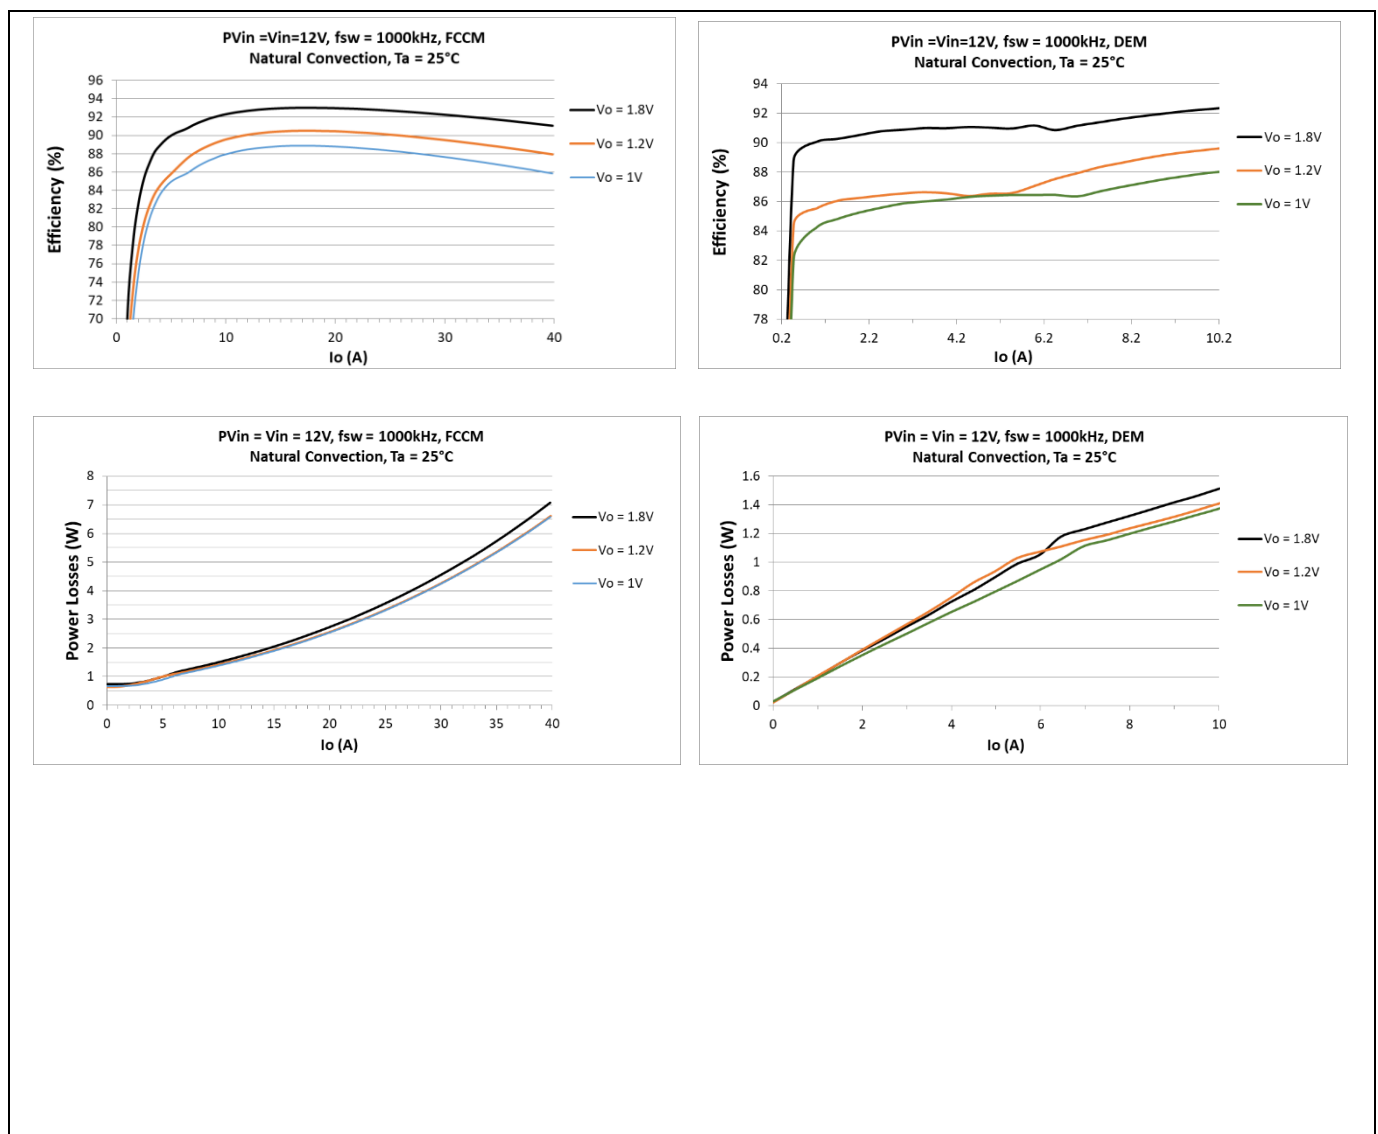 PVin =Vin=12V, fsw = 1000kHz, FCCM
Natural Convection, Ta = 25°C
96
94
92
90
88
86
84
82
80
78
76
74
72
70
Efficiency (%)
0 10 20 30 40
Io (A)
Vo = 1.8V
Vo = 1.2V
Vo = 1V
PVin =Vin=12V, fsw = 1000kHz, DEM
Natural Convection, Ta = 25°C
94
92
90
88
86
84
82
80
78
Efficiency (%)
0.2 2.2 4.2 6.2 8.2 10.2
Io (A)
Vo = 1.8V
Vo = 1.2V
Vo = 1V
PVin = Vin = 12V, fsw = 1000kHz, FCCM
Natural Convection, Ta = 25°C
8
7
6
5
4
3
2
1
0
Power Losses (W)
0 5 10 15 20 25 30 35 40
Io (A)
Vo = 1.8V
Vo = 1.2V
Vo = 1V
PVin = Vin = 12V, fsw = 1000kHz, DEM
Natural Convection, Ta = 25°C
1.6
1.4
1.2
1
0.8
0.6
0.4
0.2
0
Power Losses (W)
0 2 4 6 8 10
Io (A)
Vo = 1.8V
Vo = 1.2V
Vo = 1V